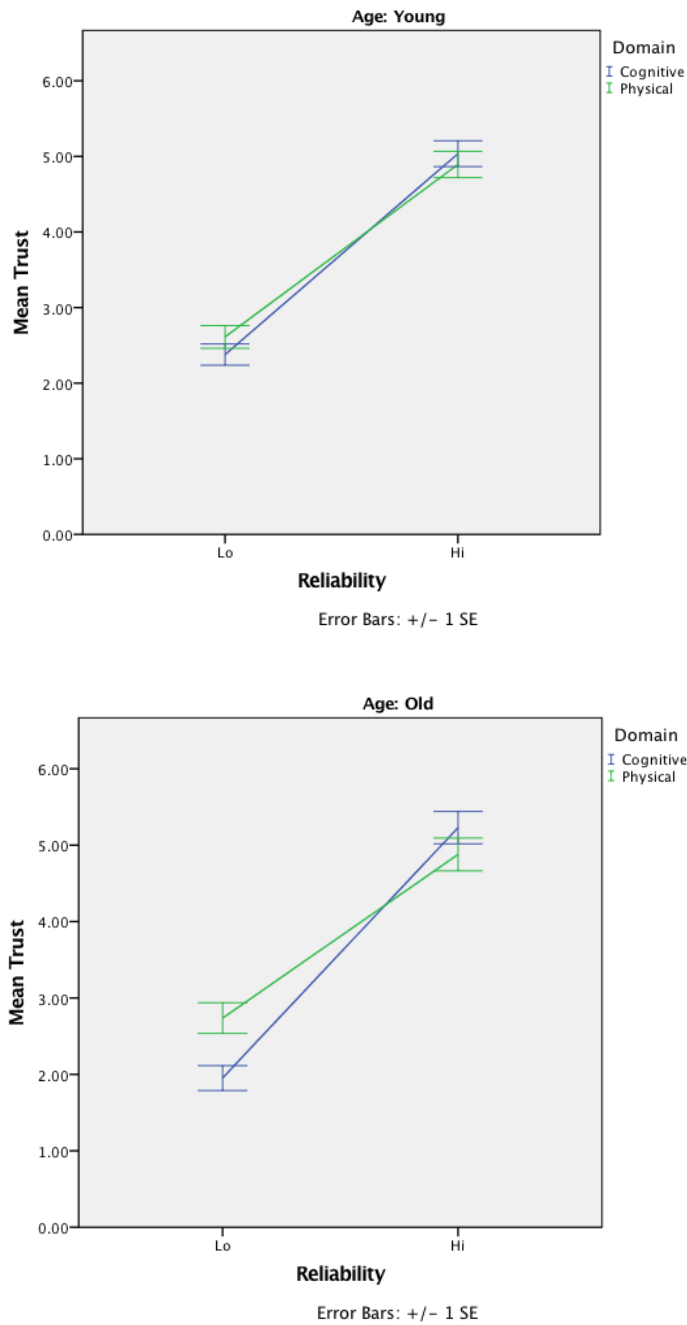 Age: Young
Domain
Cognitive
Physical
6.00
5.00
4.00
3.00
2.00
1.00
0.00
Mean Trust
Lo
Hi
Reliability
Error Bars: +/- 1 SE
Age: Old
Domain
Cognitive
Physical
6.00
5.00
4.00
3.00
2.00
1.00
0.00
Mean Trust
Lo
Hi
Reliability
Error Bars: +/- 1 SE